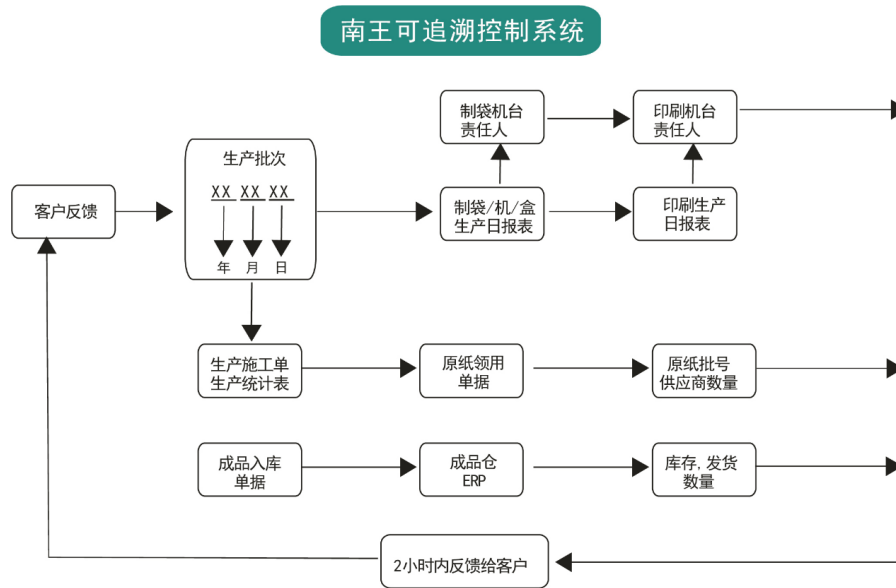 南王可追溯控制系统
制袋机台
责任人
印刷机台
责任人
生产批次
XX XX XX
年 月 日
客户反馈
制袋/机/盒
生产日报表
印刷生产
日报表
生产施工单
生产统计表
原纸领用
单据
原纸批号
供应商数量
成品入库
单据
成品仓
ERP
库存,发货
数量
2小时内反馈给客户